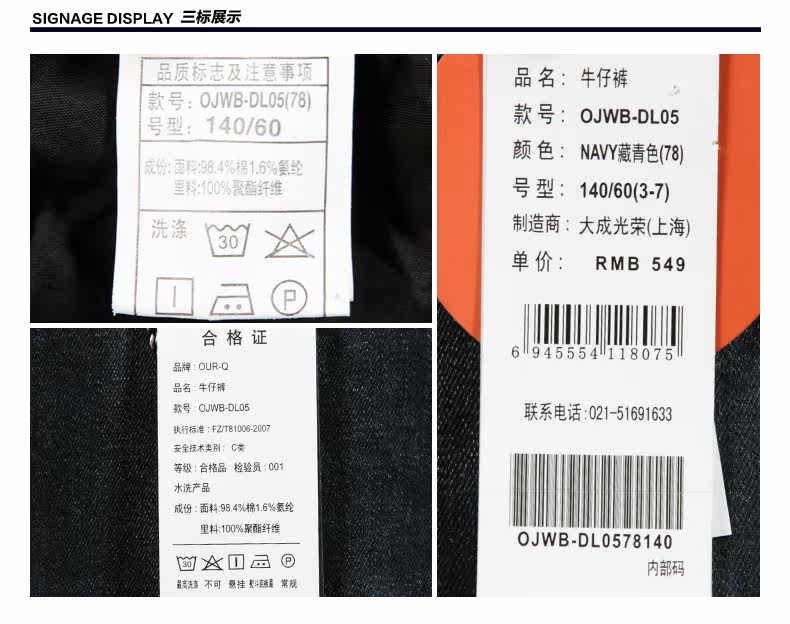 SIGNAGE DISPLAY 三标展示
品质标志及注意事项
款号: OJWB-DL05(78)
号型: 140/60
成份: 面料:98.4%棉1.6%氨纶
里料:100%聚酯纤维
洗涤
30
P
合格证
品牌: OUR-Q
品名: 牛仔裤
款号: OJWB-DL05
执行标准: FZ/T81006-2007
安全技术类别: C类
等级: 合格品 检验员: 001
水洗产品
成份: 面料:98.4%棉1.6%氨纶
里料:100%聚酯纤维
30
P
最高洗涤 不可 悬挂 常规
品名: 牛仔裤
款号: OJWB-DL05
颜色: NAVY藏青色(78)
号型: 140/60(3-7)
制造商: 大成光荣(上海)
单价: RMB 549
6 945554 118075
联系电话:021-51691633
OJWB-DL0578140
内部码